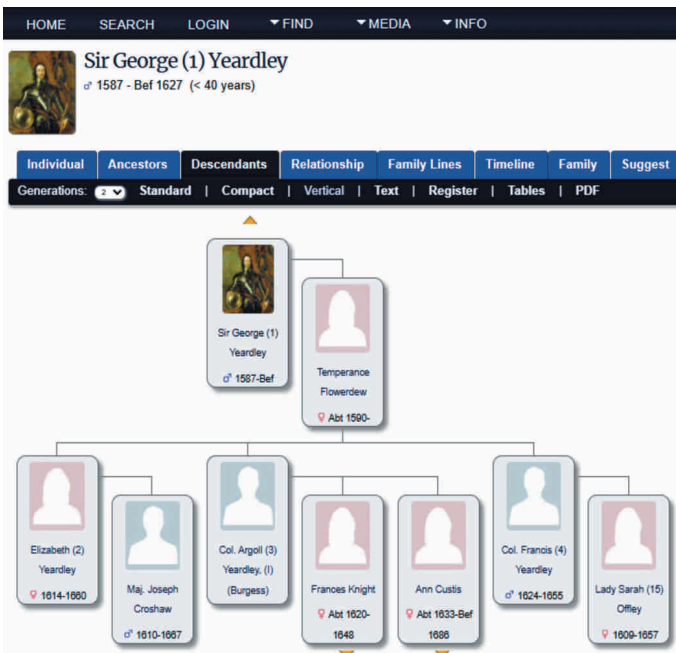 HOME SEARCH LOGIN FIND MEDIA INFO
Sir George (1) Yeardley
♂ 1587 - Bef 1627 (< 40 years)
Individual Ancestors Descendants Relationship Family Lines Timeline Family Suggest
Generations: 2 Standard | Compact | Vertical | Text | Register | Tables | PDF
Sir George (1)
Yeardley
♂ 1587-Bef
Temperance
Flowerdew
♀ Abt 1590-
Elizabeth (2)
Yeardley
♀ 1614-1660
Maj. Joseph
Croshaw
♂ 1610-1667
Col. Argoll (3)
Yeardley, (I)
(Burgess)
Frances Knight
♀ Abt 1620-
1648
Ann Custis
♀ Abt 1633-Bef
1686
Col. Francis (4)
Yeardley
♂ 1624-1655
Lady Sarah (15)
Offley
♀ 1609-1657